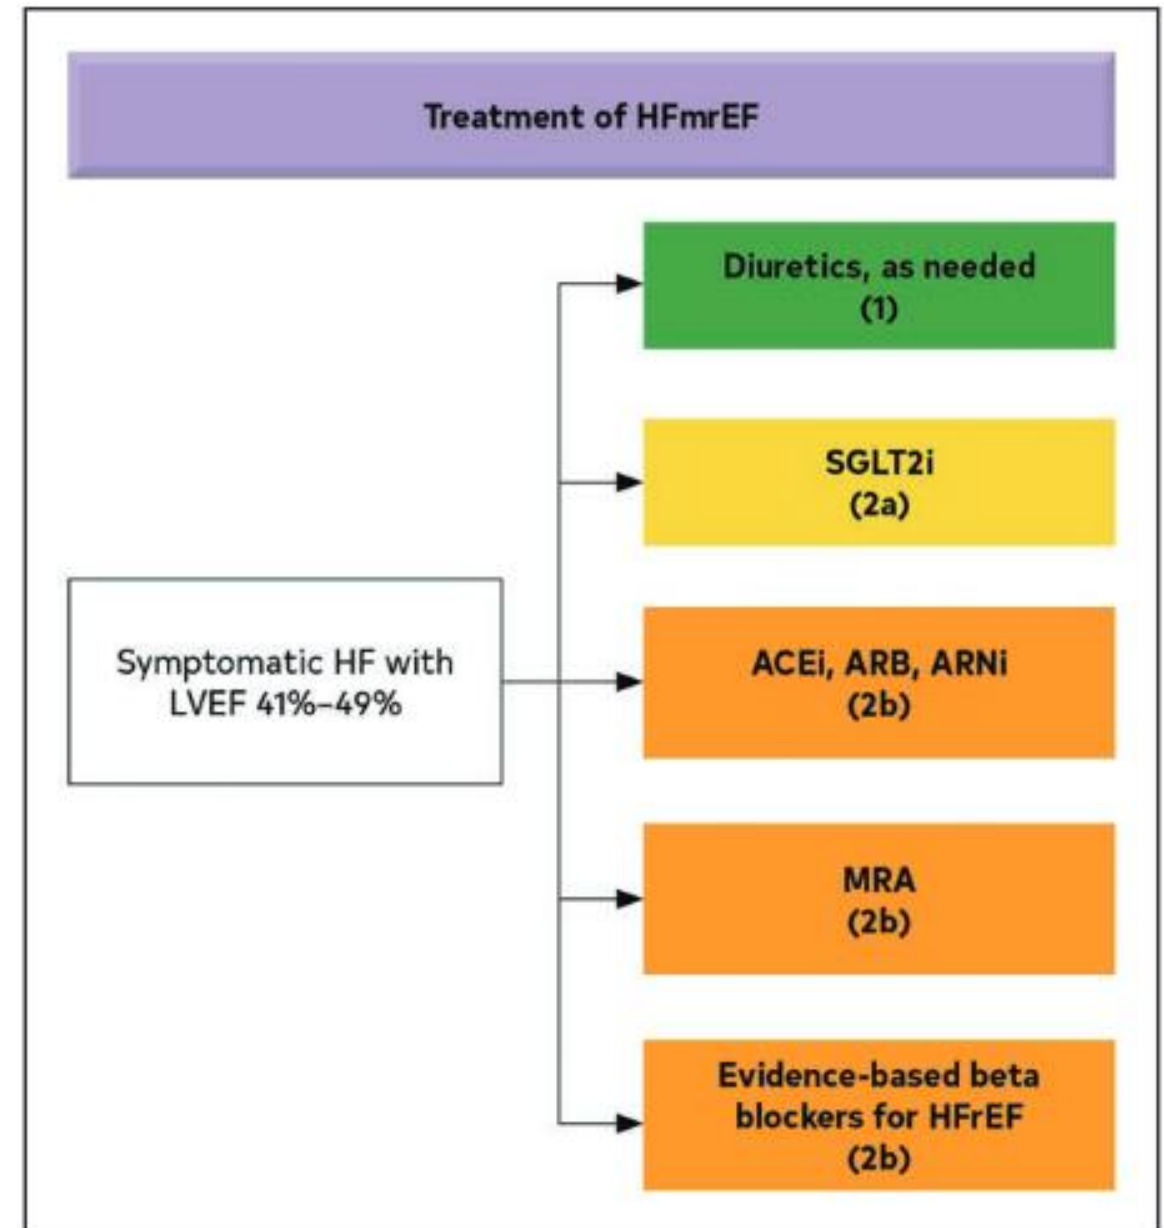 Treatment of HFmrEF
Diuretics, as needed
(1)
SGLT2i
(2a)
Symptomatic HF with
LVEF 41%–49%
ACEi, ARB, ARNi
(2b)
MRA
(2b)
Evidence-based beta
blockers for HFrEF
(2b)